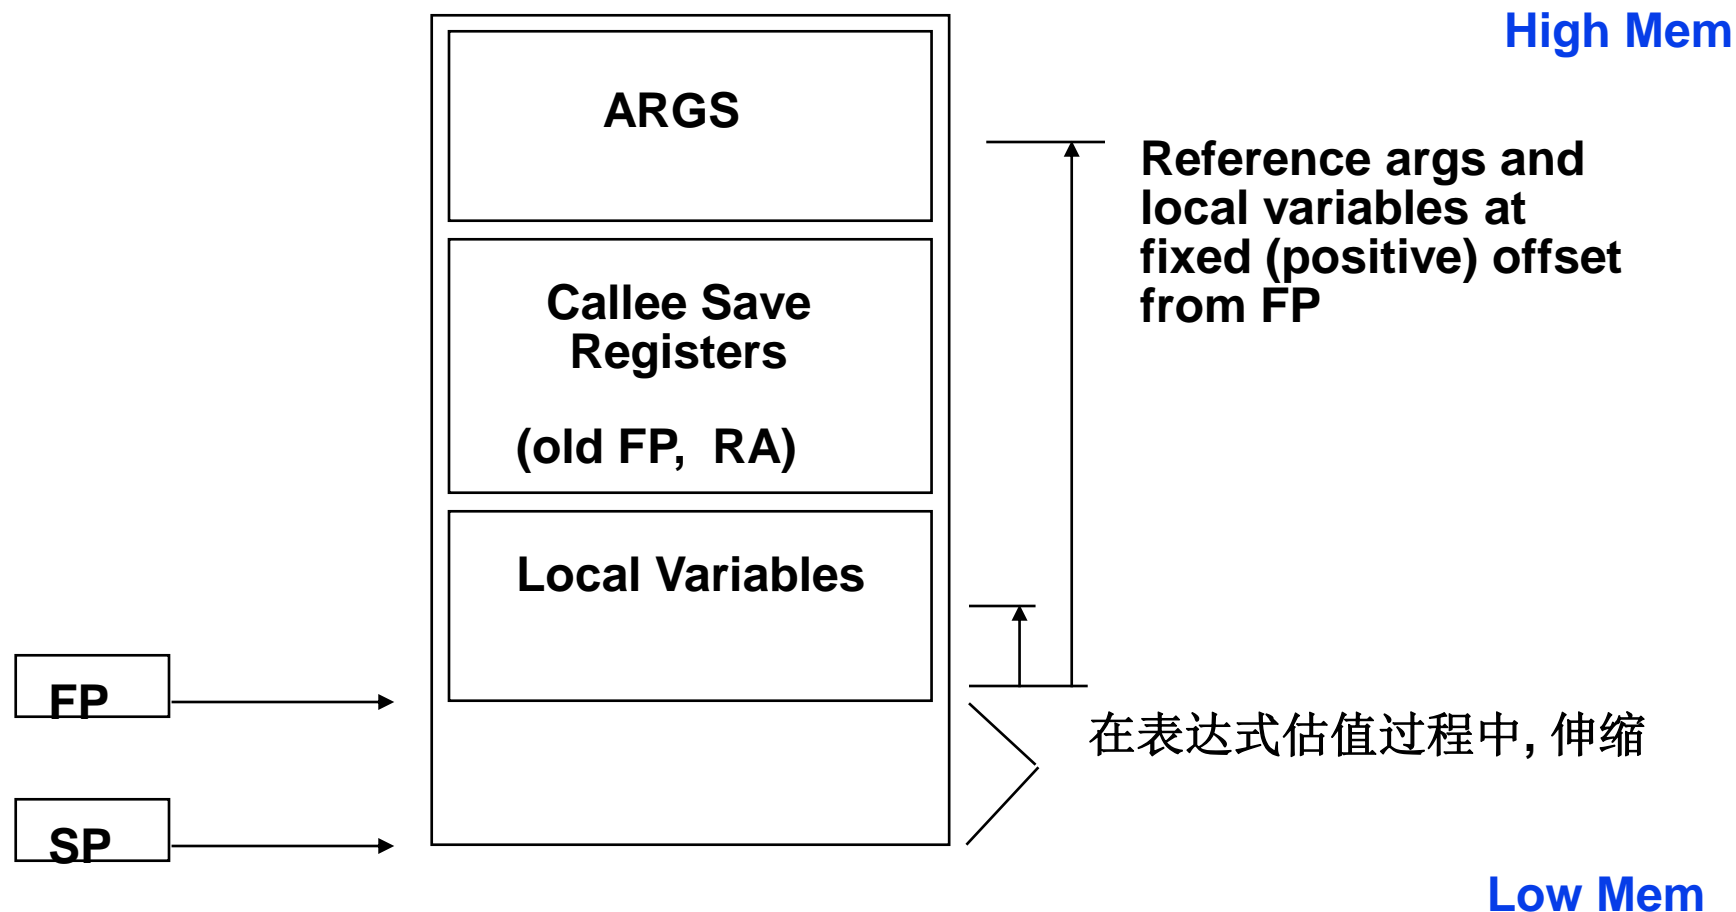 High Mem
ARGS
Reference args and
local variables at
fixed (positive) offset
from FP
Callee Save
Registers
(old FP, RA)
Local Variables
FP
在表达式估值过程中, 伸缩
SP
Low Mem